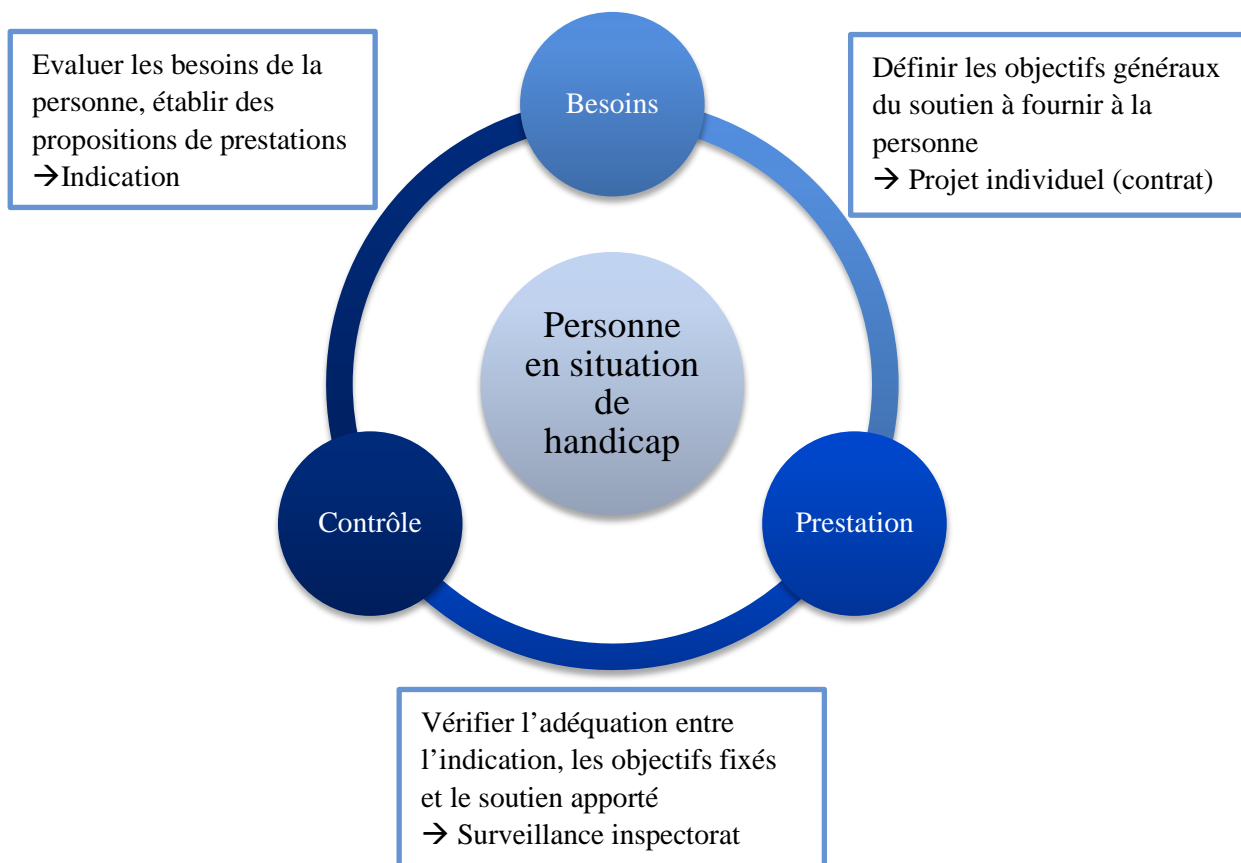 Evaluer les besoins de la
personne, établir des
propositions de prestations
→Indication
Besoins
Définir les objectifs généraux
du soutien à fournir à la
personne
→ Projet individuel (contrat)
Personne
en situation
de
handicap
Contrôle
Prestation
Vérifier l’adéquation entre
l’indication, les objectifs fixés
et le soutien apporté
→ Surveillance inspectorat